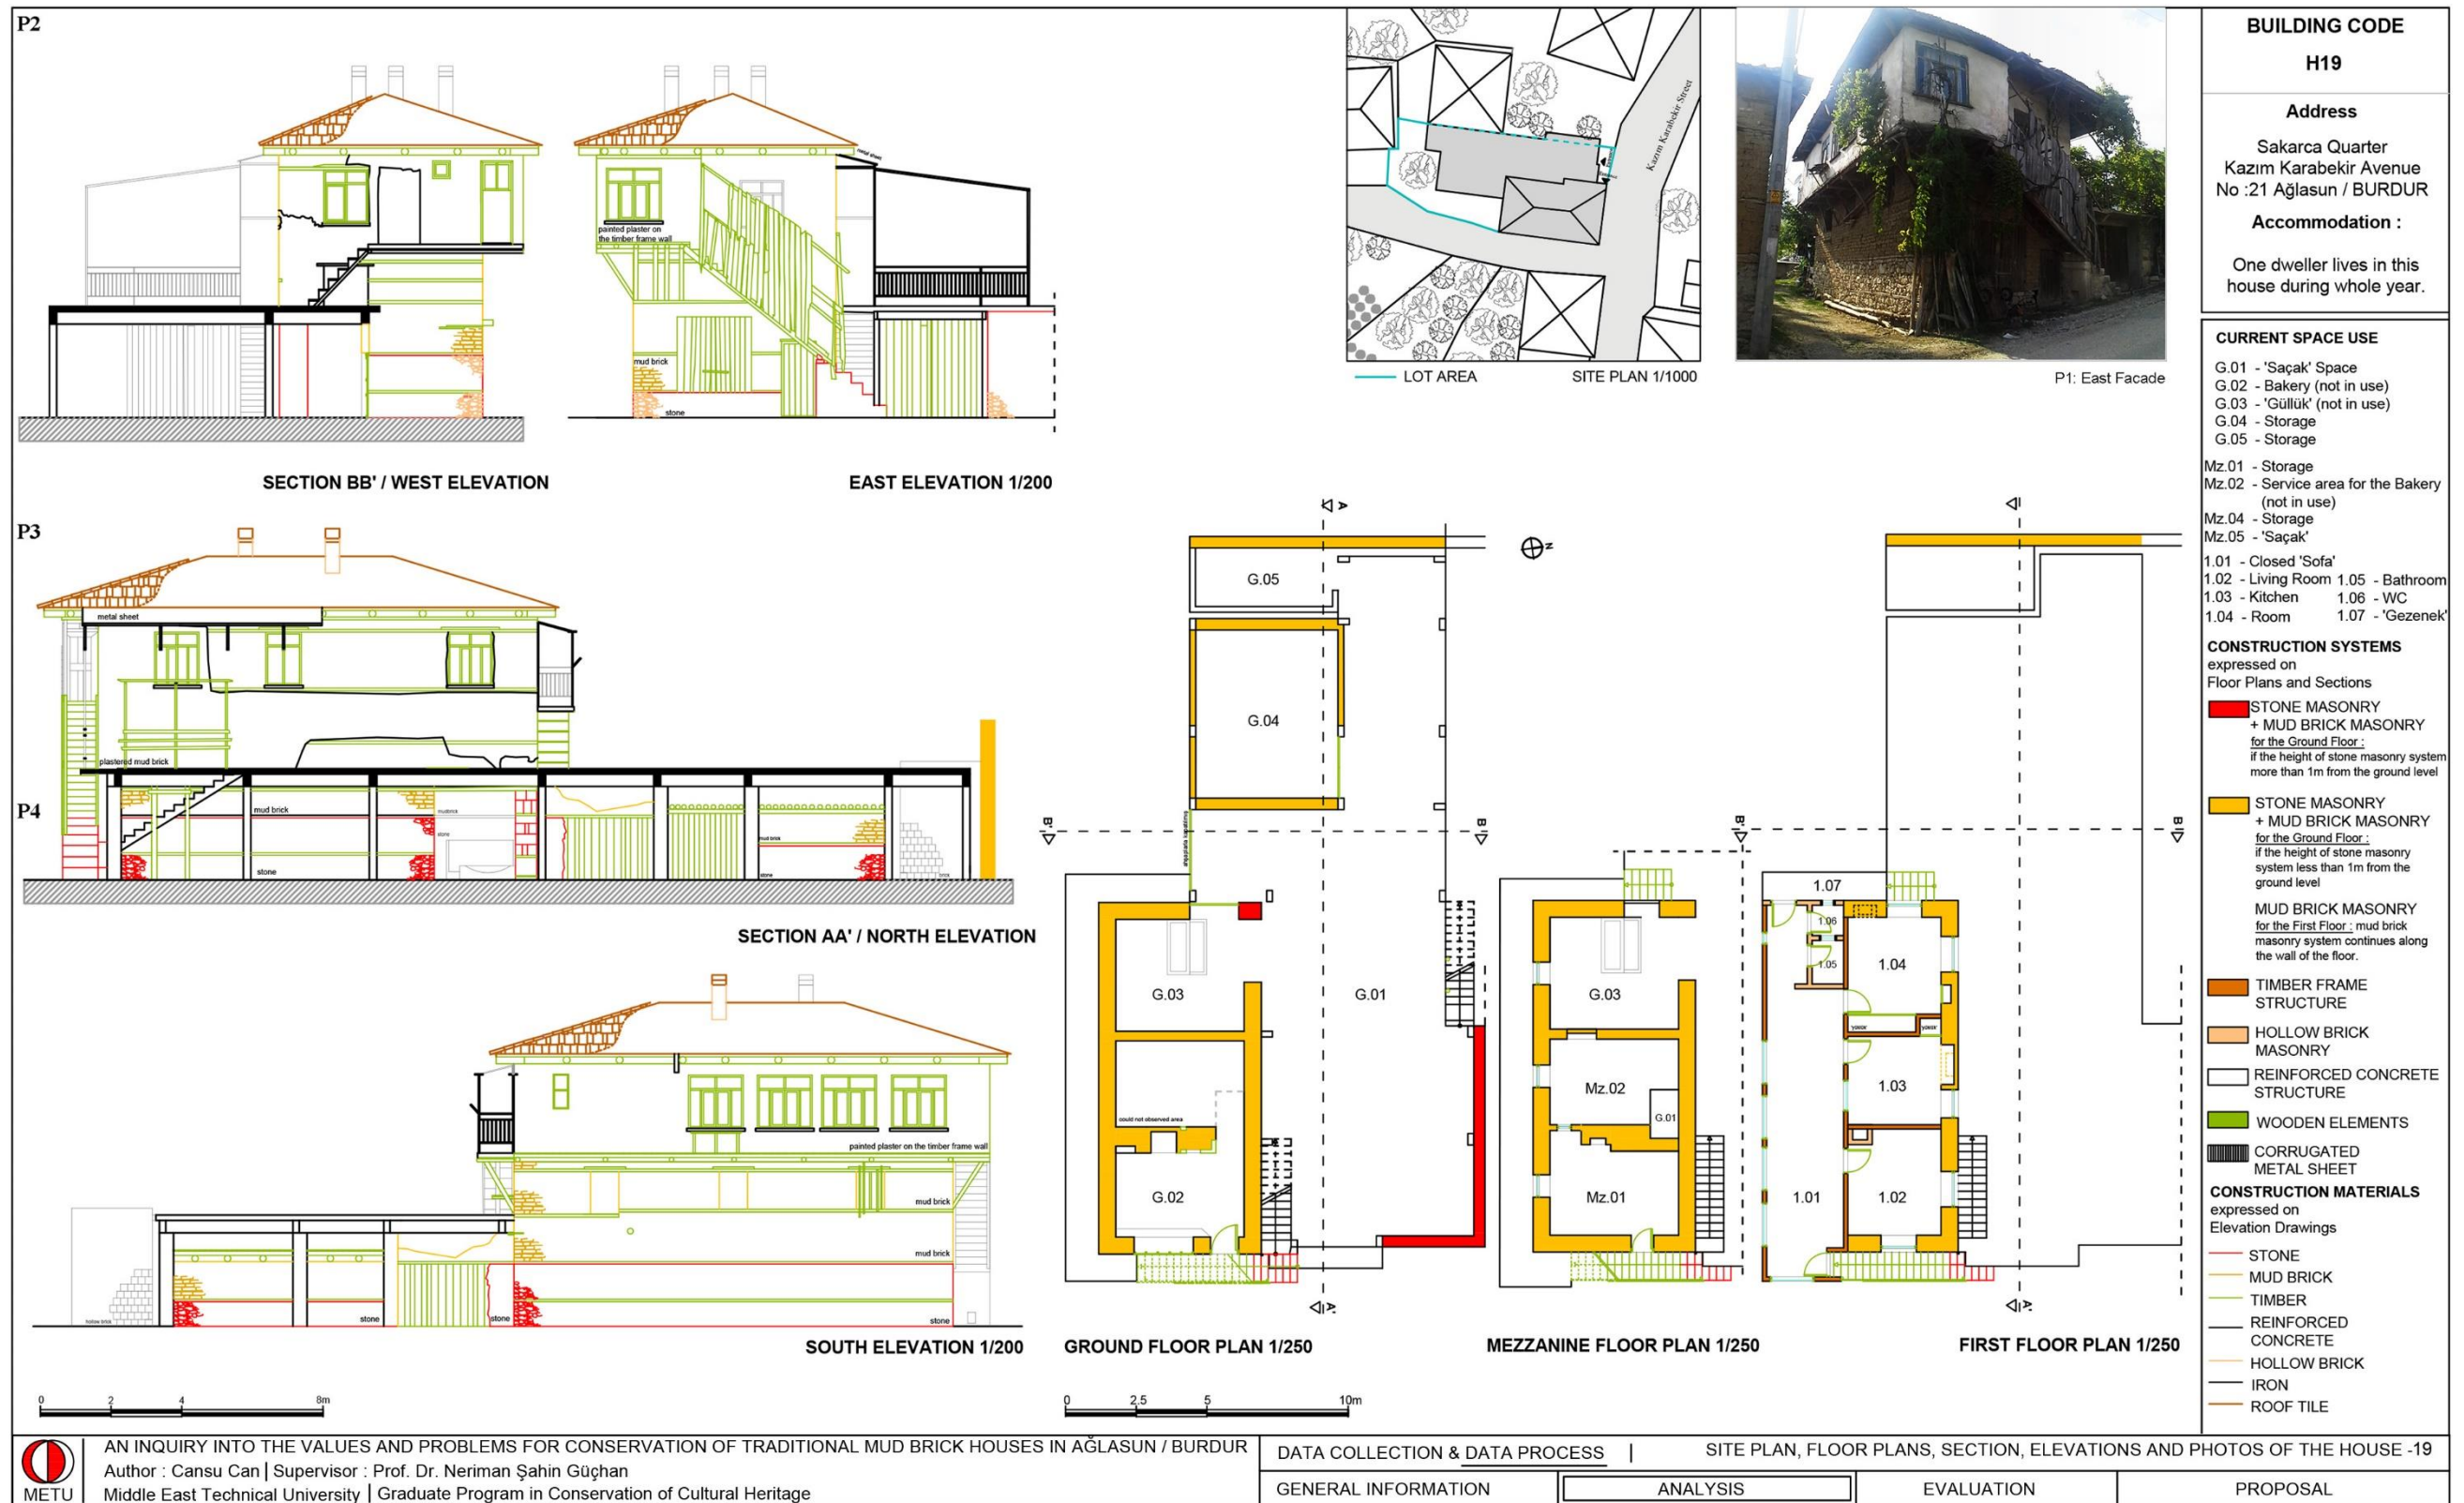 P2
metal sheet
painted plaster on
the timber frame wall
mud brick
stone
SECTION BB' / WEST ELEVATION
EAST ELEVATION 1/200
Kazım Karabekir Street
LOT AREA
SITE PLAN 1/1000
P1: East Facade
P3
metal sheet
plastered mud brick
P4
mud brick
mudbrick
stone
stone
mud brick
stone
brick
SECTION AA' / NORTH ELEVATION
painted plaster on the timber frame wall
mud brick
mud brick
hollow brick
stone
stone
stone
SOUTH ELEVATION 1/200
0 2 4 8m
A
N
G.05
G.04
B'
B
G.03
G.01
could not observed area
G.02
A'
GROUND FLOOR PLAN 1/250
0 2.5 5 10m
B'
G.03
Mz.02
G.01
Mz.01
MEZZANINE FLOOR PLAN 1/250
B
1.07
1.06
1.05
1.04
1.03
1.01
1.02
A'
FIRST FLOOR PLAN 1/250
BUILDING CODE
H19
Address
Sakarca Quarter
Kazım Karabekir Avenue
No :21 Ağlasun / BURDUR
Accommodation :
One dweller lives in this
house during whole year.
CURRENT SPACE USE
G.01 - 'Saçak' Space
G.02 - Bakery (not in use)
G.03 - 'Güllük' (not in use)
G.04 - Storage
G.05 - Storage
Mz.01 - Storage
Mz.02 - Service area for the Bakery
(not in use)
Mz.04 - Storage
Mz.05 - 'Saçak'
1.01 - Closed 'Sofa'
1.02 - Living Room 1.05 - Bathroom
1.03 - Kitchen 1.06 - WC
1.04 - Room 1.07 - 'Gezenek'
CONSTRUCTION SYSTEMS
expressed on
Floor Plans and Sections
STONE MASONRY
+ MUD BRICK MASONRY
for the Ground Floor :
if the height of stone masonry system
more than 1m from the ground level
STONE MASONRY
+ MUD BRICK MASONRY
for the Ground Floor :
if the height of stone masonry
system less than 1m from the
ground level
MUD BRICK MASONRY
for the First Floor : mud brick
masonry system continues along
the wall of the floor.
TIMBER FRAME
STRUCTURE
HOLLOW BRICK
MASONRY
REINFORCED CONCRETE
STRUCTURE
WOODEN ELEMENTS
CORRUGATED
METAL SHEET
CONSTRUCTION MATERIALS
expressed on
Elevation Drawings
STONE
MUD BRICK
TIMBER
REINFORCED
CONCRETE
HOLLOW BRICK
IRON
ROOF TILE
METU
AN INQUIRY INTO THE VALUES AND PROBLEMS FOR CONSERVATION OF TRADITIONAL MUD BRICK HOUSES IN AĞLASUN / BURDUR
Author : Cansu Can | Supervisor : Prof. Dr. Neriman Şahin Güçhan
Middle East Technical University | Graduate Program in Conservation of Cultural Heritage
DATA COLLECTION & DATA PROCESS | SITE PLAN, FLOOR PLANS, SECTION, ELEVATIONS AND PHOTOS OF THE HOUSE -19
GENERAL INFORMATION
ANALYSIS
EVALUATION
PROPOSAL